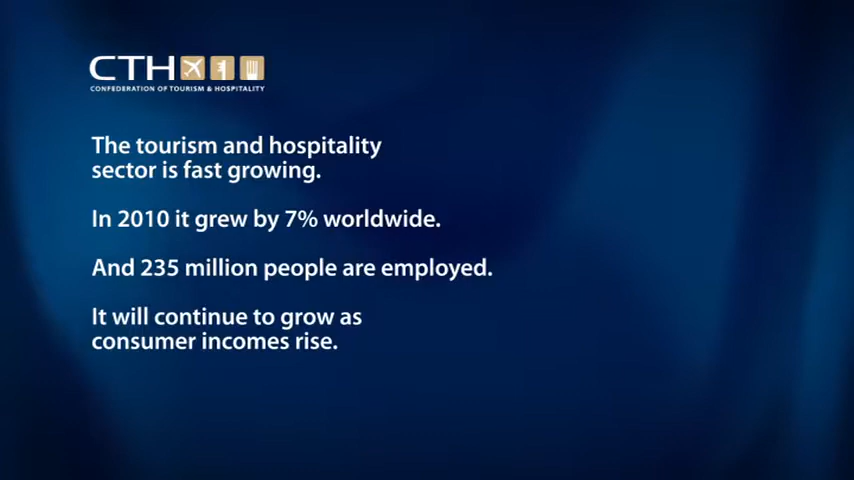 CTH
CONFEDERATION OF TOURISM & HOSPITALITY
The tourism and hospitality
sector is fast growing.
In 2010 it grew by 7% worldwide.
And 235 million people are employed.
It will continue to grow as
consumer incomes rise.